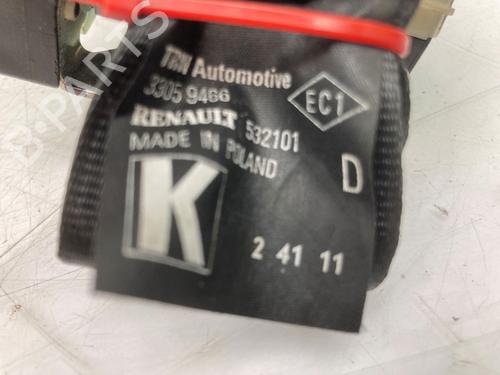 TRW Automotive
3305 9466
EC1
RENAULT 532101
MADE IN POLAND
D
K
2 41 11
B-PARTS